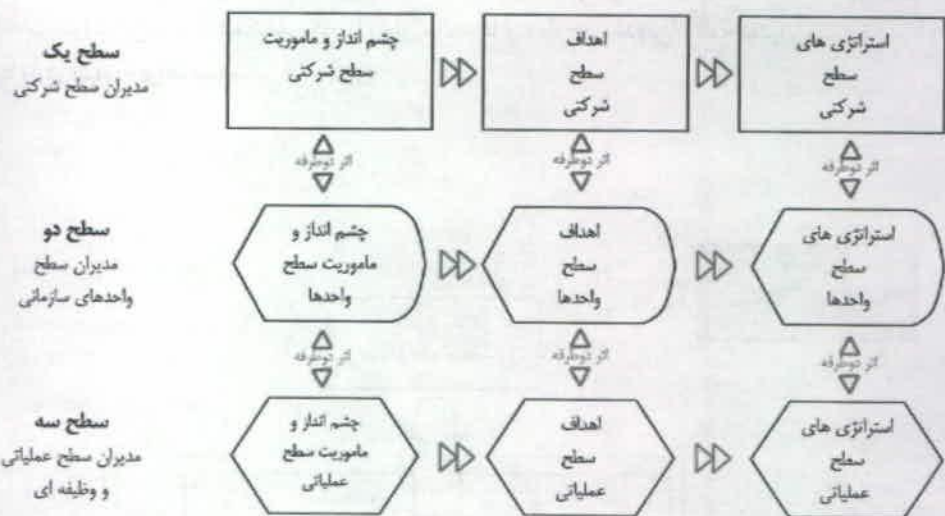 سطح یک
مدیران سطح شرکتی
چشم انداز و ماموریت
سطح شرکتی
اهداف
سطح
شرکتی
استراتژی های
سطح
شرکتی
اثر دوطرفه
اثر دوطرفه
اثر دوطرفه
سطح دو
مدیران سطح
واحدهای سازمانی
چشم انداز و
ماموریت سطح
واحدها
اهداف
سطح
واحدها
استراتژی های
سطح
واحدها
اثر دوطرفه
اثر دوطرفه
اثر دوطرفه
سطح سه
مدیران سطح عملیاتی
و وظیفه ای
چشم انداز و
ماموریت سطح
عملیاتی
اهداف
سطح
عملیاتی
استراتژی های
سطح
عملیاتی